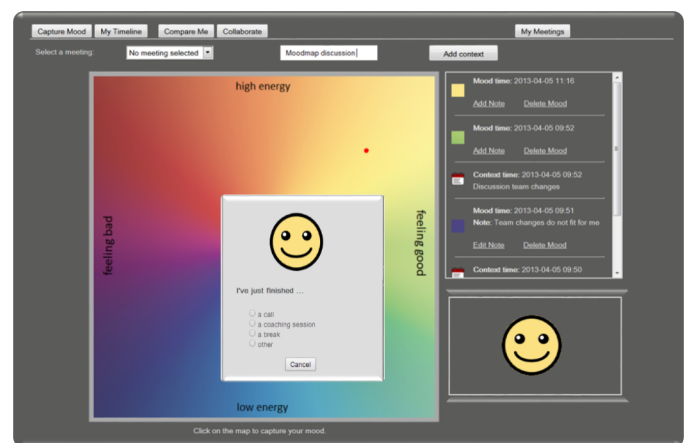 Capture Mood My Timeline Compare Me Collaborate My Meetings
Select a meeting: No meeting selected Moodmap discussion Add context
high energy
feeling bad
feeling good
low energy
I've just finished ...
a call
a coaching session
a break
other
Cancel
Click on the map to capture your mood.
Mood time: 2013-04-05 11:16
Add Note Delete Mood
Mood time: 2013-04-05 09:52
Add Note Delete Mood
Context time: 2013-04-05 09:52
Discussion team changes
Mood time: 2013-04-05 09:51
Note: Team changes do not fit for me
Edit Note Delete Mood
Context time: 2013-04-05 09:50